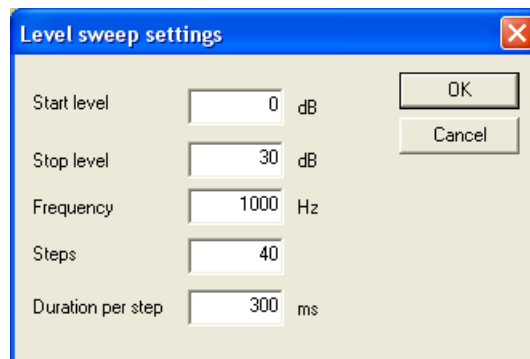 Level sweep settings
Start level 0 dB
OK
Cancel
Stop level 30 dB
Frequency 1000 Hz
Steps 40
Duration per step 300 ms